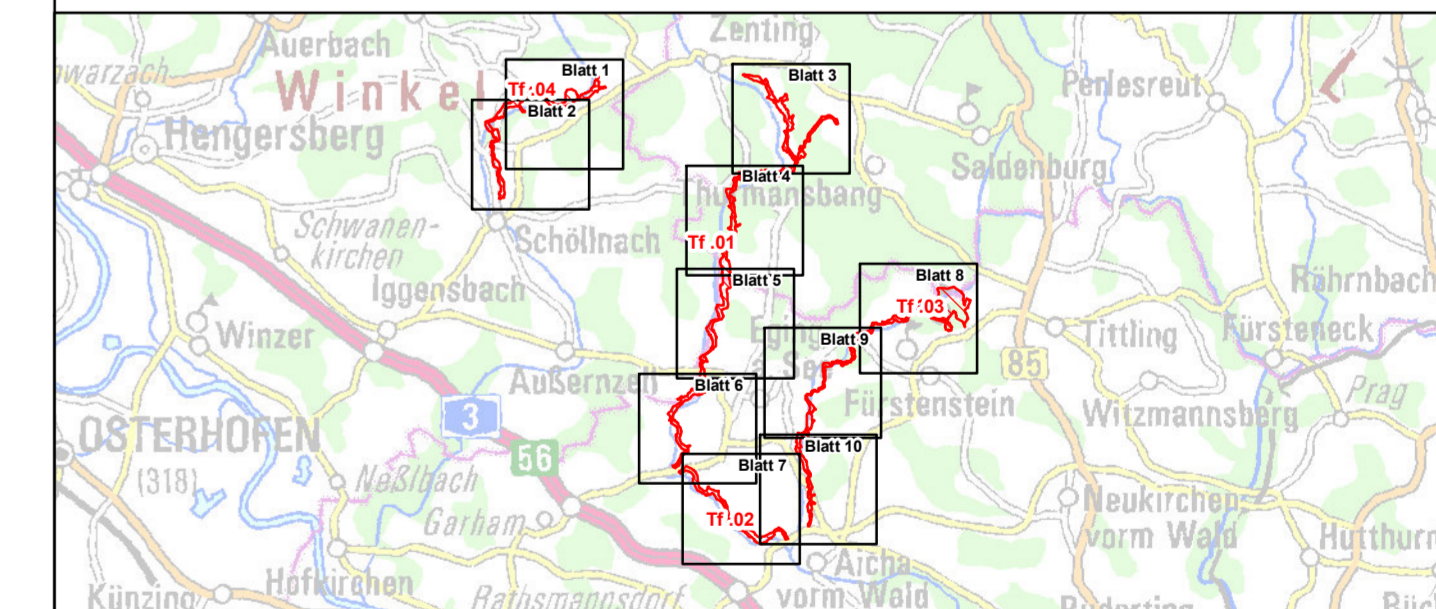 Zenting
Auerbach
Winkel
Blatt 1
Tf .04
Blatt 2
Blatt 3
Perlesreut
Hengersberg
Saldenburg
Blatt 4
Thurmansbang
Schwanen-
kirchen
Schöllnach
Tf .01
Iggensbach
Blatt 5
Blatt 8
Tf .03
Röhrnbach
Winzer
Blatt 9
Tittling
Fürsteneck
85
Außernzell
Blatt 6
Fürstenstein
Prag
Witzmannsberg
3
OSTERHOFEN
(318)
56
Blatt 10
Blatt 7
Neßlbach
Garham
Tf .02
Neukirchen
vorm Wald
Hutthurm
Aicha
vorm Wald
Hofkirchen
Künzing
Rathsmannsdorf